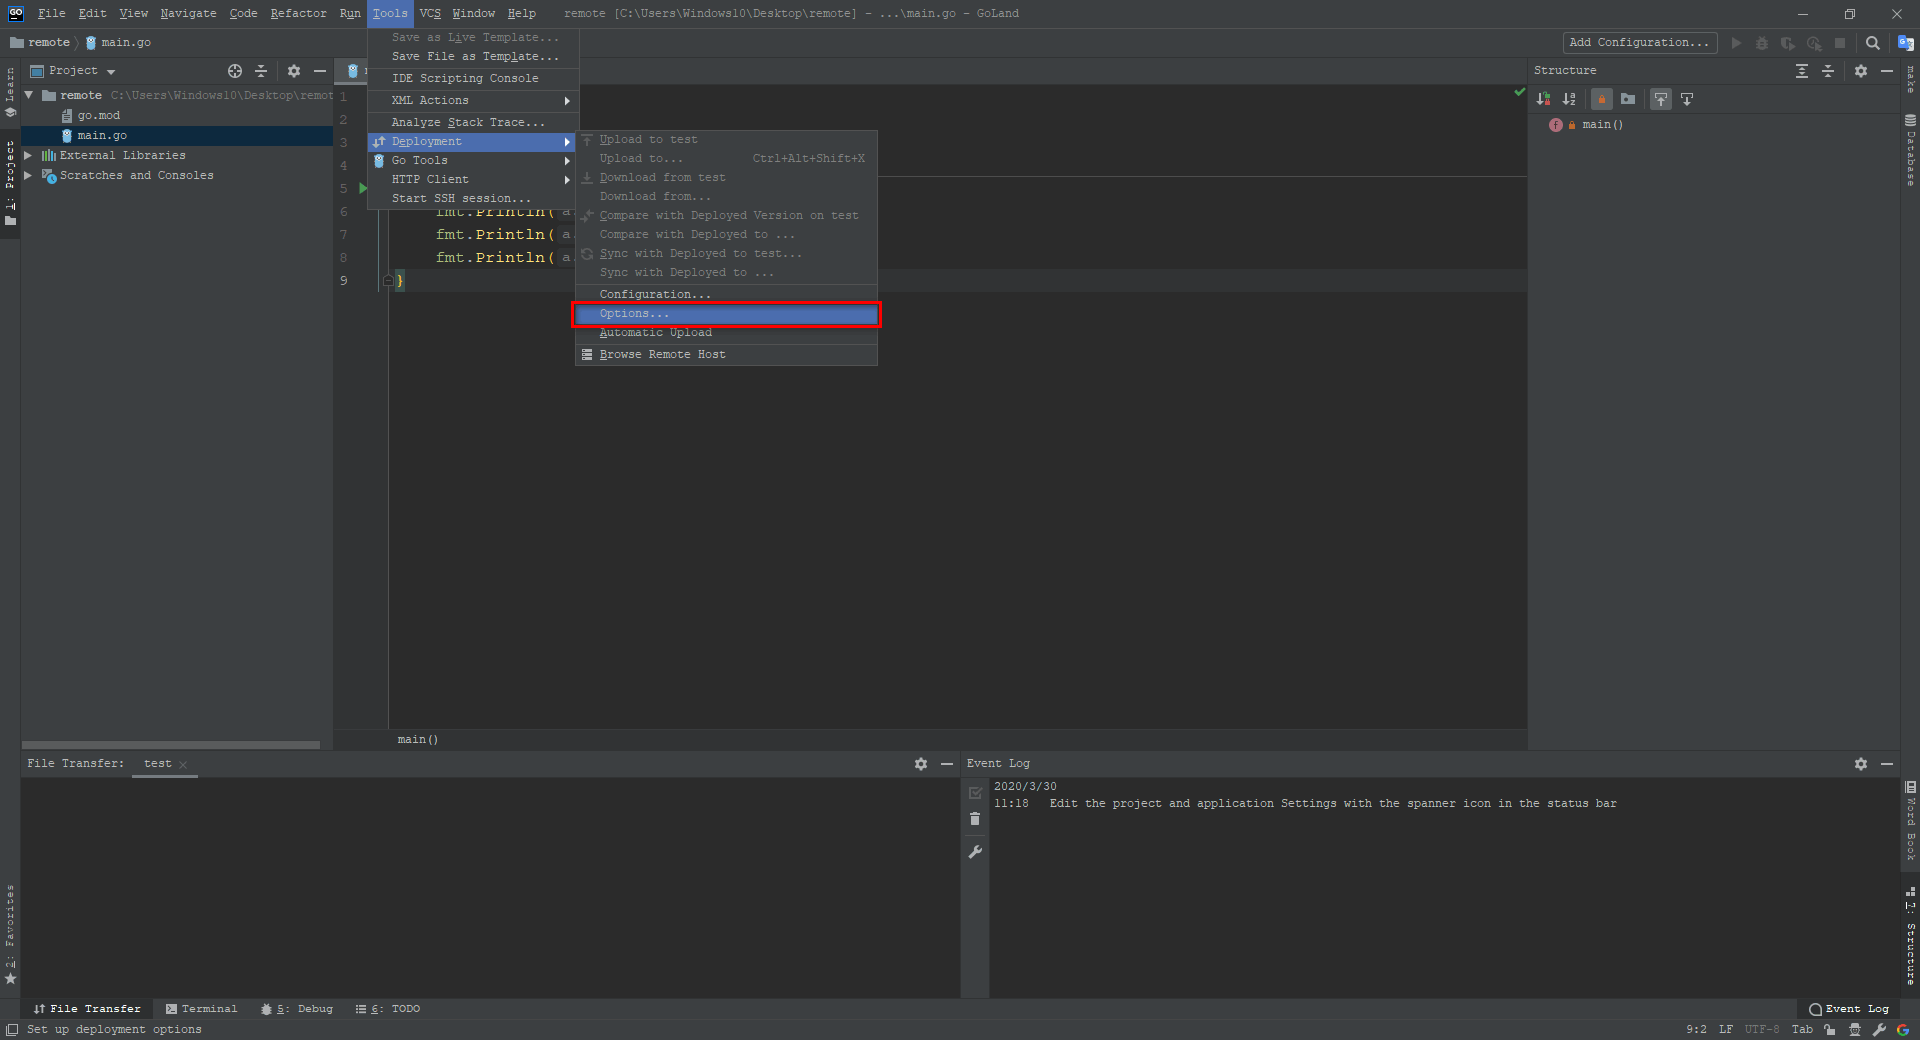 GO File Edit View Navigate Code Refactor Run Tools VCS Window Help remote [C:\Users\Windows10\Desktop\remote] - ...\main.go - GoLand
remote main.go
Add Configuration...
Project
remote C:\Users\Windows10\Desktop\remot
go.mod
main.go
External Libraries
Scratches and Consoles
Learn
1: Project
2: Favorites
Save as Live Template...
Save File as Template...
IDE Scripting Console
XML Actions
Analyze Stack Trace...
Deployment
Go Tools
HTTP Client
Start SSH session...
Upload to test
Upload to... Ctrl+Alt+Shift+X
Download from test
Download from...
Compare with Deployed Version on test
Compare with Deployed to ...
Sync with Deployed to test...
Sync with Deployed to ...
Configuration...
Options...
Automatic Upload
Browse Remote Host
1
2
3
4
5
6 fmt.Println( a.
7 fmt.Println( a.
8 fmt.Println( a.
9 }
main()
Structure
f main()
make
Database
Word Book
7: Structure
File Transfer: test
Event Log
2020/3/30
11:18 Edit the project and application Settings with the spanner icon in the status bar
File Transfer Terminal 5: Debug 6: TODO Event Log
Set up deployment options 9:2 LF UTF-8 Tab